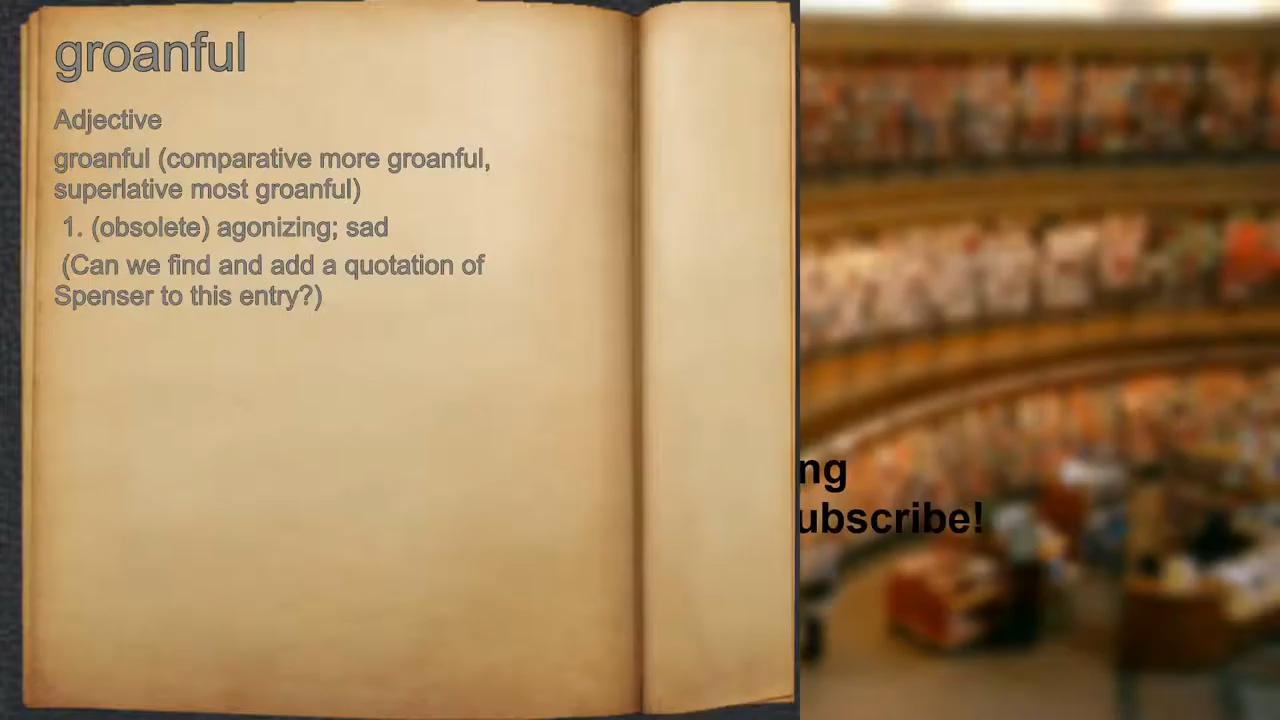 groanful
Adjective
groanful (comparative more groanful,
superlative most groanful)
1. (obsolete) agonizing; sad
(Can we find and add a quotation of
Spenser to this entry?)
ng
ubscribe!